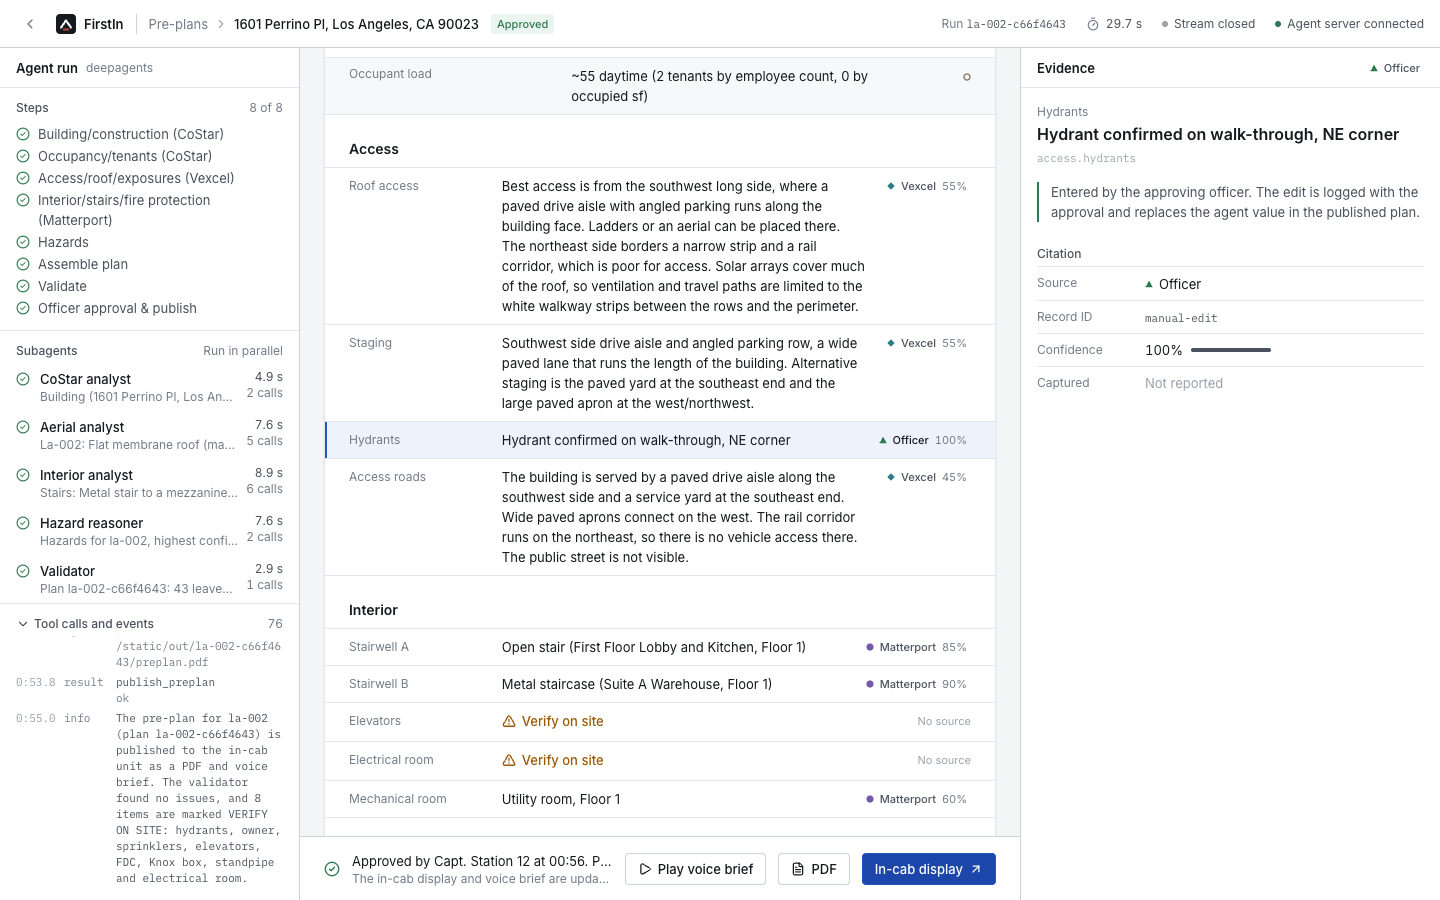 FirstIn
Pre-plans
1601 Perrino Pl, Los Angeles, CA 90023
Approved
Run la-002-c66f4643
29.7 s
Stream closed
Agent server connected
Agent run deepagents
Steps 8 of 8
Building/construction (CoStar)
Occupancy/tenants (CoStar)
Access/roof/exposures (Vexcel)
Interior/stairs/fire protection
(Matterport)
Hazards
Assemble plan
Validate
Officer approval & publish
Subagents Run in parallel
CoStar analyst 4.9 s
Building (1601 Perrino Pl, Los An... 2 calls
Aerial analyst 7.6 s
La-002: Flat membrane roof (ma... 5 calls
Interior analyst 8.9 s
Stairs: Metal stair to a mezzanine... 6 calls
Hazard reasoner 7.6 s
Hazards for la-002, highest confi... 2 calls
Validator 2.9 s
Plan la-002-c66f4643: 43 leave... 1 calls
Tool calls and events 76
/static/out/la-002-c66f46
43/preplan.pdf
0:53.8 result publish_preplan
ok
0:55.0 info The pre-plan for la-002
(plan la-002-c66f4643) is
published to the in-cab
unit as a PDF and voice
brief. The validator
found no issues, and 8
items are marked VERIFY
ON SITE: hydrants, owner,
sprinklers, elevators,
FDC, Knox box, standpipe
and electrical room.
Occupant load ~55 daytime (2 tenants by employee count, 0 by
occupied sf)
Access
Roof access Best access is from the southwest long side, where a Vexcel 55%
paved drive aisle with angled parking runs along the
building face. Ladders or an aerial can be placed there.
The northeast side borders a narrow strip and a rail
corridor, which is poor for access. Solar arrays cover much
of the roof, so ventilation and travel paths are limited to the
white walkway strips between the rows and the perimeter.
Staging Southwest side drive aisle and angled parking row, a wide Vexcel 55%
paved lane that runs the length of the building. Alternative
staging is the paved yard at the southeast end and the
large paved apron at the west/northwest.
Hydrants Hydrant confirmed on walk-through, NE corner Officer 100%
Access roads The building is served by a paved drive aisle along the Vexcel 45%
southwest side and a service yard at the southeast end.
Wide paved aprons connect on the west. The rail corridor
runs on the northeast, so there is no vehicle access there.
The public street is not visible.
Interior
Stairwell A Open stair (First Floor Lobby and Kitchen, Floor 1) Matterport 85%
Stairwell B Metal staircase (Suite A Warehouse, Floor 1) Matterport 90%
Elevators Verify on site No source
Electrical room Verify on site No source
Mechanical room Utility room, Floor 1 Matterport 60%
Approved by Capt. Station 12 at 00:56. P...
The in-cab display and voice brief are upda...
Play voice brief
PDF
In-cab display
Evidence Officer
Hydrants
Hydrant confirmed on walk-through, NE corner
access.hydrants
Entered by the approving officer. The edit is logged with the
approval and replaces the agent value in the published plan.
Citation
Source Officer
Record ID manual-edit
Confidence 100%
Captured Not reported